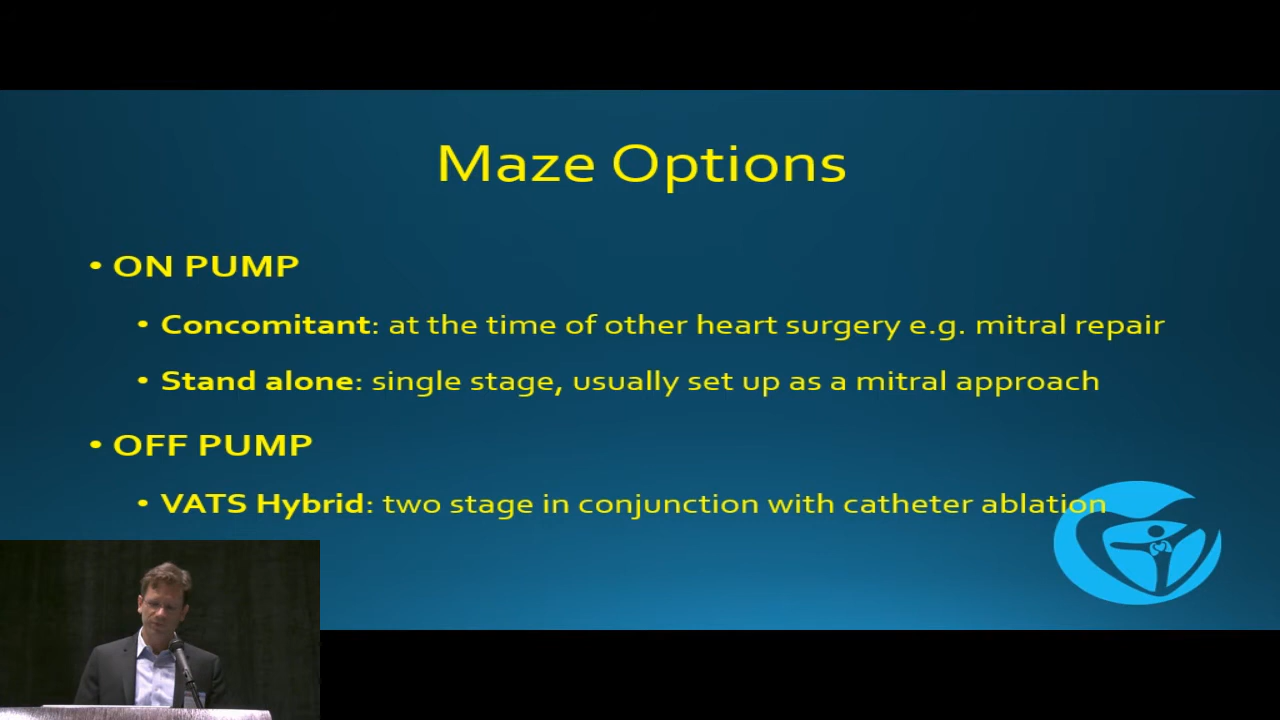 Maze Options
• ON PUMP
• Concomitant: at the time of other heart surgery e.g. mitral repair
• Stand alone: single stage, usually set up as a mitral approach
• OFF PUMP
• VATS Hybrid: two stage in conjunction with catheter ablation